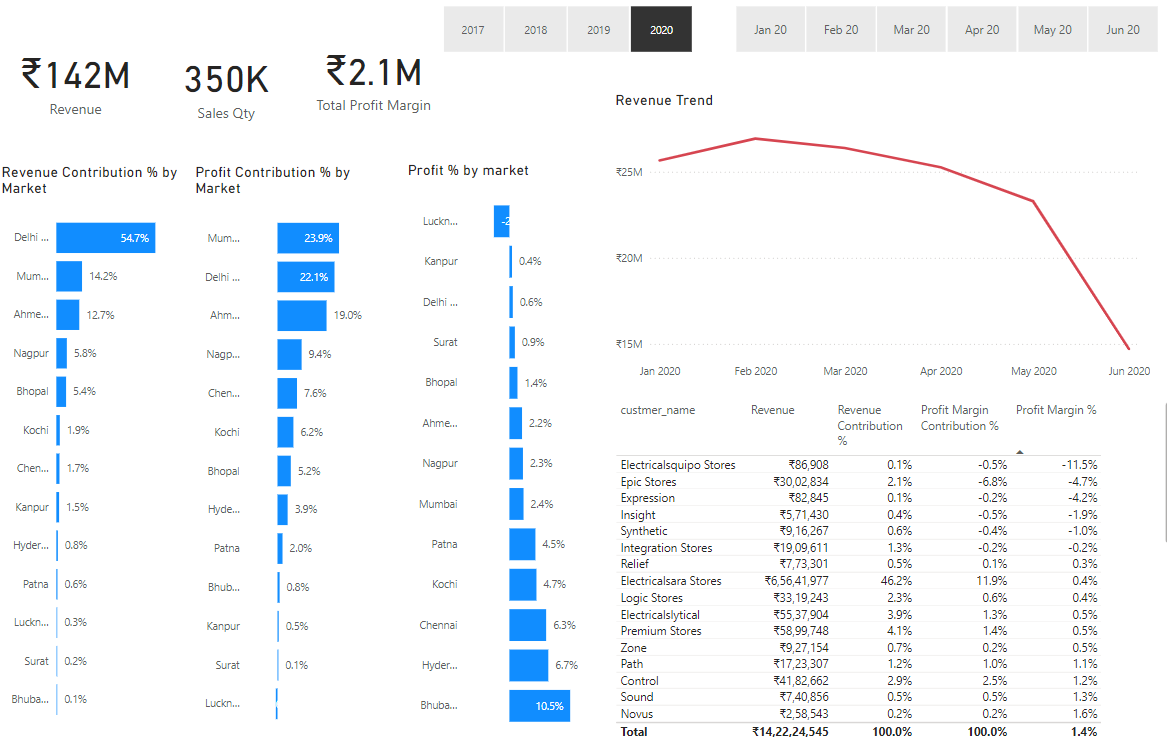 2017 2018 2019 2020 Jan 20 Feb 20 Mar 20 Apr 20 May 20 Jun 20
₹142M
Revenue
350K
Sales Qty
₹2.1M
Total Profit Margin
Revenue Contribution % by
Market
Delhi ... 54.7%
Mum... 14.2%
Ahme... 12.7%
Nagpur 5.8%
Bhopal 5.4%
Kochi 1.9%
Chen... 1.7%
Kanpur 1.5%
Hyder... 0.8%
Patna 0.6%
Luckn... 0.3%
Surat 0.2%
Bhuba... 0.1%
Profit Contribution % by
Market
Mum... 23.9%
Delhi ... 22.1%
Ahm... 19.0%
Nagp... 9.4%
Chen... 7.6%
Kochi 6.2%
Bhopal 5.2%
Hyde... 3.9%
Patna 2.0%
Bhub... 0.8%
Kanpur 0.5%
Surat 0.1%
Luckn...
Profit % by market
Luckn... -2
Kanpur 0.4%
Delhi ... 0.6%
Surat 0.9%
Bhopal 1.4%
Ahme... 2.2%
Nagpur 2.3%
Mumbai 2.4%
Patna 4.5%
Kochi 4.7%
Chennai 6.3%
Hyder... 6.7%
Bhuba... 10.5%
Revenue Trend
₹25M
₹20M
₹15M
Jan 2020 Feb 2020 Mar 2020 Apr 2020 May 2020 Jun 2020
custmer_name Revenue Revenue Contribution % Profit Margin Contribution % Profit Margin %
Electricalsquipo Stores ₹86,908 0.1% -0.5% -11.5%
Epic Stores ₹30,02,834 2.1% -6.8% -4.7%
Expression ₹82,845 0.1% -0.2% -4.2%
Insight ₹5,71,430 0.4% -0.5% -1.9%
Synthetic ₹9,16,267 0.6% -0.4% -1.0%
Integration Stores ₹19,09,611 1.3% -0.2% -0.2%
Relief ₹7,73,301 0.5% 0.1% 0.3%
Electricalsara Stores ₹6,56,41,977 46.2% 11.9% 0.4%
Logic Stores ₹33,19,243 2.3% 0.6% 0.4%
Electricalslytical ₹55,37,904 3.9% 1.3% 0.5%
Premium Stores ₹58,99,748 4.1% 1.4% 0.5%
Zone ₹9,27,154 0.7% 0.2% 0.5%
Path ₹17,23,307 1.2% 1.0% 1.1%
Control ₹41,82,662 2.9% 2.5% 1.2%
Sound ₹7,40,856 0.5% 0.5% 1.3%
Novus ₹2,58,543 0.2% 0.2% 1.6%
Total ₹14,22,24,545 100.0% 100.0% 1.4%